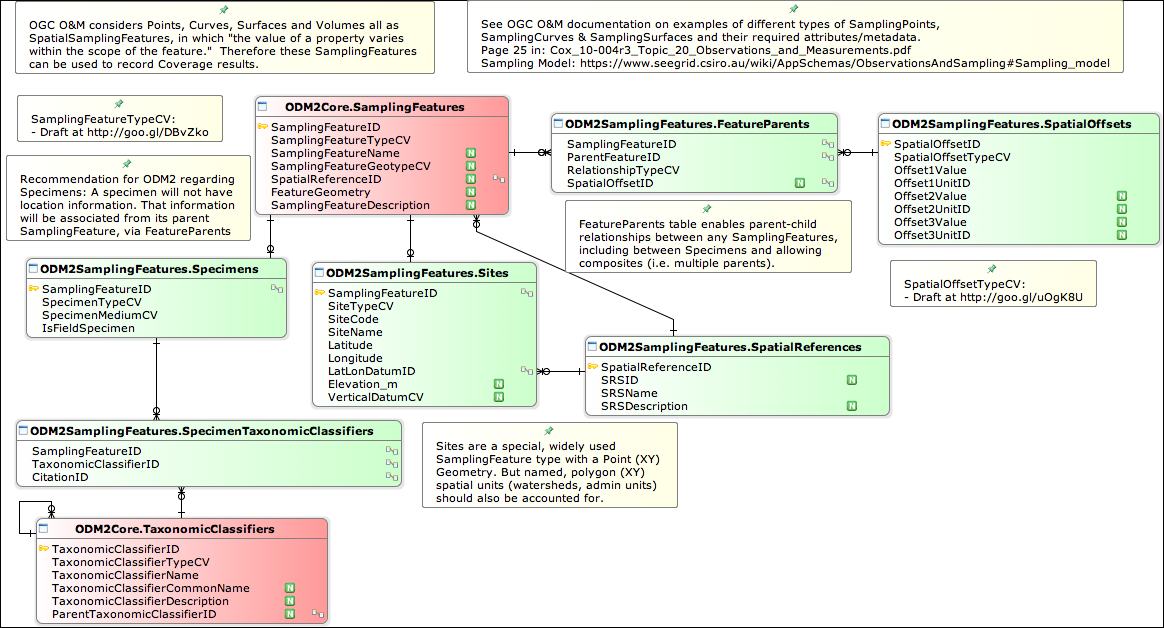 OGC O&M considers Points, Curves, Surfaces and Volumes all as
SpatialSamplingFeatures, in which "the value of a property varies
within the scope of the feature."  Therefore these SamplingFeatures
can be used to record Coverage results.
See OGC O&M documentation on examples of different types of SamplingPoints,
SamplingCurves & SamplingSurfaces and their required attributes/metadata.
Page 25 in: Cox_10-004r3_Topic_20_Observations_and_Measurements.pdf
Sampling Model: https://www.seegrid.csiro.au/wiki/AppSchemas/ObservationsAndSampling#Sampling_model
SamplingFeatureTypeCV:
- Draft at http://goo.gl/DBvZko
Recommendation for ODM2 regarding
Specimens: A specimen will not have
location information. That information
will be associated from its parent
SamplingFeature, via FeatureParents
ODM2Core.SamplingFeatures
SamplingFeatureID
SamplingFeatureTypeCV
SamplingFeatureName N
SamplingFeatureGeotypeCV N
SpatialReferenceID N
FeatureGeometry N
SamplingFeatureDescription N
ODM2SamplingFeatures.FeatureParents
SamplingFeatureID
ParentFeatureID
RelationshipTypeCV
SpatialOffsetID N
ODM2SamplingFeatures.SpatialOffsets
SpatialOffsetID
SpatialOffsetTypeCV
Offset1Value
Offset1UnitID
Offset2Value N
Offset2UnitID N
Offset3Value N
Offset3UnitID N
FeatureParents table enables parent-child
relationships between any SamplingFeatures,
including between Specimens and allowing
composites (i.e. multiple parents).
SpatialOffsetTypeCV:
- Draft at http://goo.gl/uOgK8U
ODM2SamplingFeatures.Specimens
SamplingFeatureID
SpecimenTypeCV
SpecimenMediumCV
IsFieldSpecimen
ODM2SamplingFeatures.Sites
SamplingFeatureID
SiteTypeCV
SiteCode
SiteName
Latitude
Longitude
LatLonDatumID
Elevation_m N
VerticalDatumCV N
ODM2SamplingFeatures.SpatialReferences
SpatialReferenceID
SRSID N
SRSName
SRSDescription N
ODM2SamplingFeatures.SpecimenTaxonomicClassifiers
SamplingFeatureID
TaxonomicClassifierID
CitationID
Sites are a special, widely used
SamplingFeature type with a Point (XY)
Geometry. But named, polygon (XY)
spatial units (watersheds, admin units)
should also be accounted for.
ODM2Core.TaxonomicClassifiers
TaxonomicClassifierID
TaxonomicClassifierTypeCV
TaxonomicClassifierName
TaxonomicClassifierCommonName N
TaxonomicClassifierDescription N
ParentTaxonomicClassifierID N